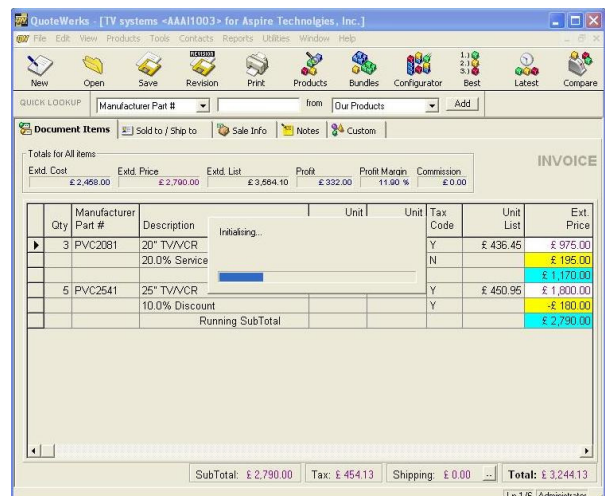 QuoteWerks - [TV systems <AAAI1003> for Aspire Technolgies, Inc.]
File Edit View Products Tools Contacts Reports Utilities Window Help
New Open Save Revision Print Products Bundles Configurator Best Latest Compare
QUICK LOOKUP Manufacturer Part # from Our Products Add
Document Items Sold to / Ship to Sale Info Notes Custom
INVOICE
Totals for All items
Extd. Cost Extd. Price Extd. List Profit Profit Margin Commission
£ 2,458.00 £ 2,790.00 £ 3,564.10 £ 332.00 11.90 % £ 0.00
Qty Manufacturer Part # Description Unit Unit Tax Code Unit List Ext. Price
Initialising...
3 PVC2081 20" TV/VCR Y £ 436.45 £ 975.00
20.0% Service N £ 195.00
£ 1,170.00
5 PVC2541 25" TV/VCR Y £ 450.95 £ 1,800.00
10.0% Discount Y -£ 180.00
Running SubTotal £ 2,790.00
SubTotal: £ 2,790.00 Tax: £ 454.13 Shipping: £ 0.00 .. Total: £ 3,244.13
Ln 1/6 Administrator